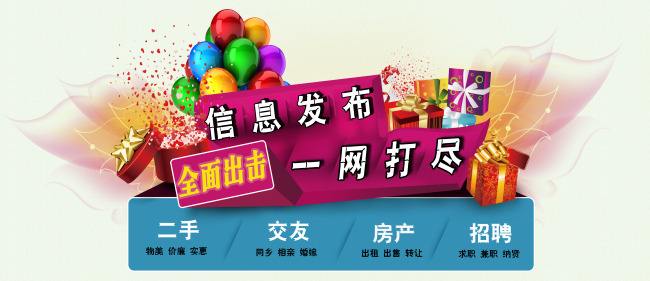 信息发布
全面出击 一网打尽
二手 交友 房产 招聘
物美 价廉 实惠 同乡 相亲 婚嫁 出租 出售 转让 求职 兼职 纳贤